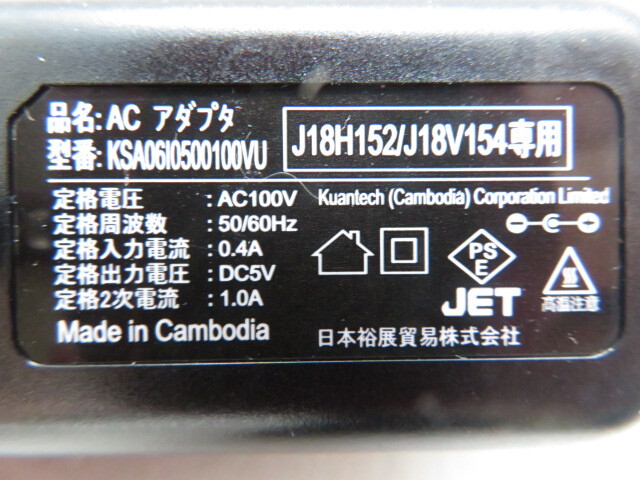 品名: AC アダプタ
型番: KSA06I0500100VU
J18H152/J18V154専用
定格電圧 : AC100V
定格周波数 : 50/60Hz
定格入力電流 : 0.4A
定格出力電圧 : DC5V
定格2次電流 : 1.0A
Made in Cambodia
Kuantech (Cambodia) Corporation Limited
PS
E
JET
高温注意
日本裕展貿易株式会社